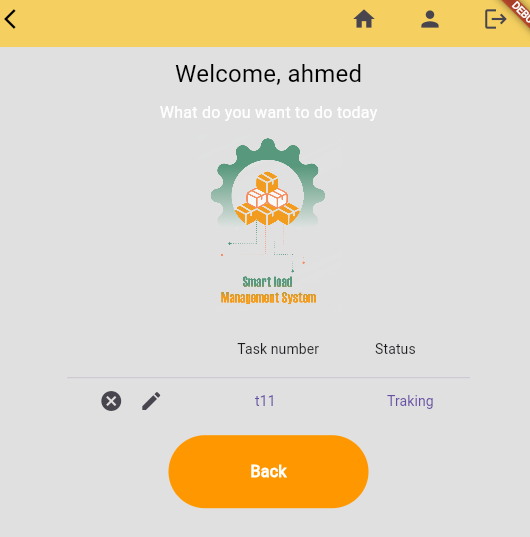 DEBU
Welcome, ahmed
What do you want to do today
Smart load
Management System
Task number Status
t11 Traking
Back